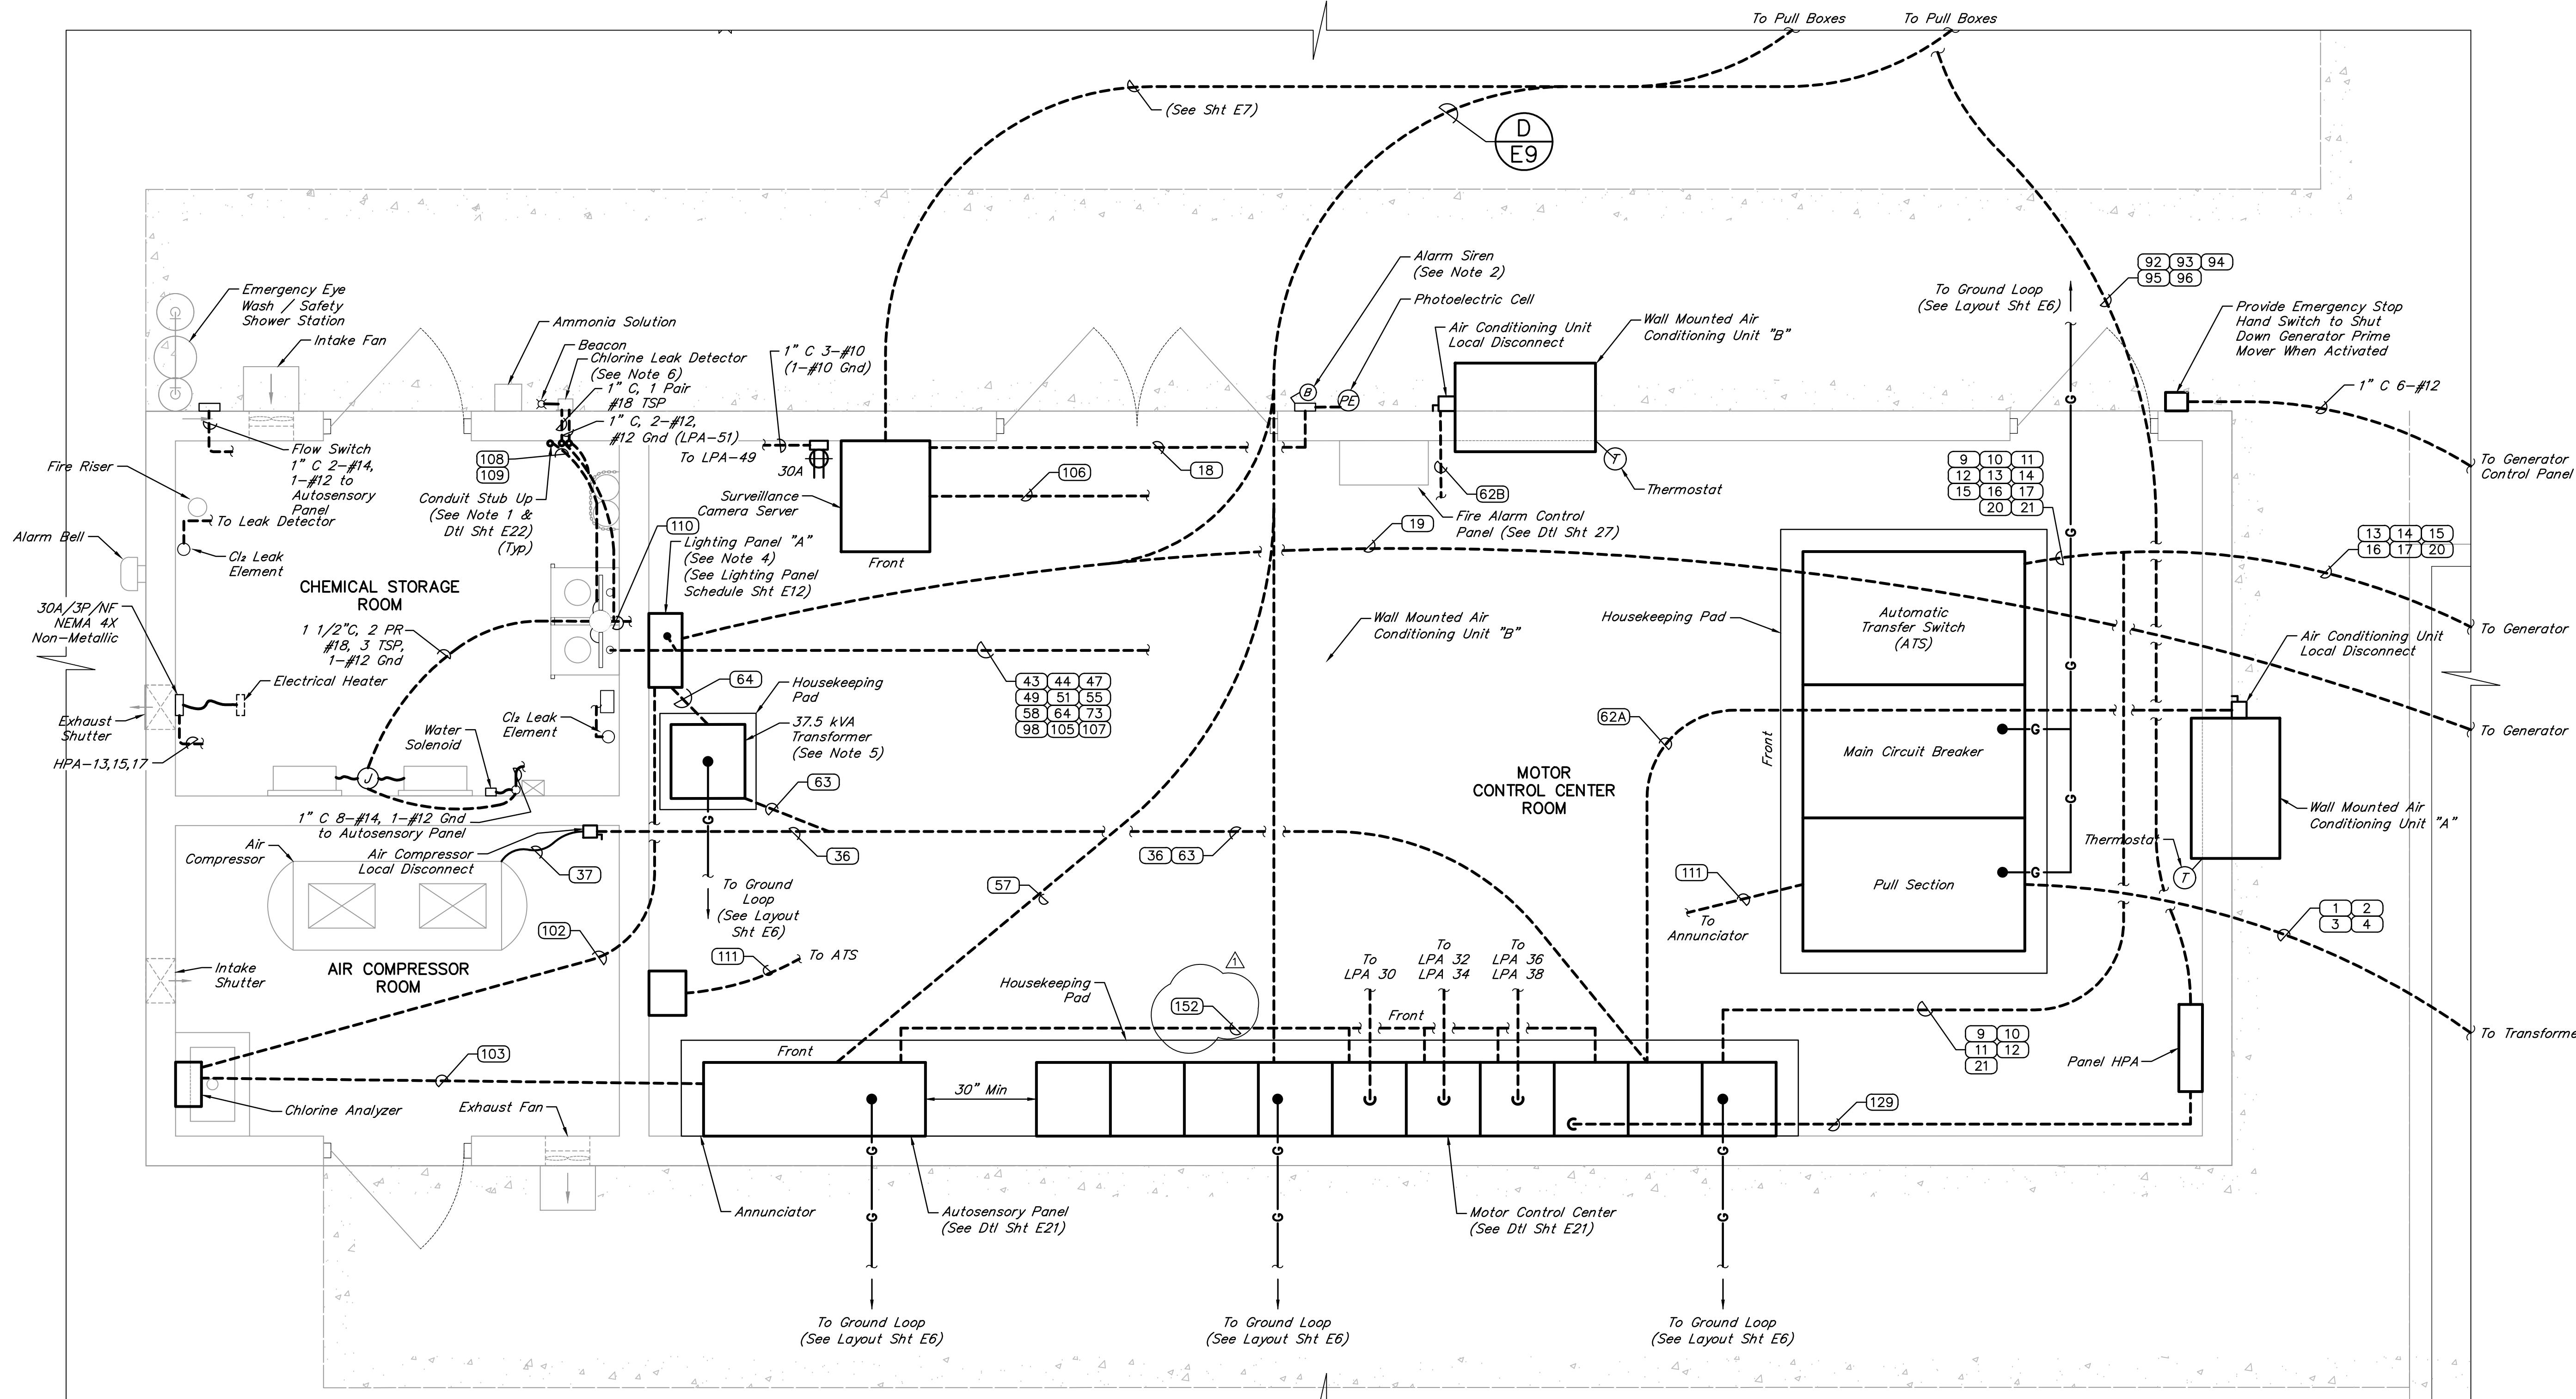 To Pull Boxes
To Pull Boxes
(See Sht E7)
D
E9
Alarm Siren
(See Note 2)
Photoelectric Cell
B
PE
Air Conditioning Unit
Local Disconnect
Wall Mounted Air
Conditioning Unit "B"
T
Thermostat
To Ground Loop
(See Layout Sht E6)
92 93 94
95 96
Provide Emergency Stop
Hand Switch to Shut
Down Generator Prime
Mover When Activated
1" C 6-#12
To Generator
Control Panel
Emergency Eye
Wash / Safety
Shower Station
Intake Fan
Ammonia Solution
Beacon
Chlorine Leak Detector
(See Note 6)
1" C, 1 Pair
#18 TSP
1" C, 2-#12,
#12 Gnd (LPA-51)
1" C 3-#10
(1-#10 Gnd)
To LPA-49
30A
Surveillance
Camera Server
Front
18
106
62B
Fire Alarm Control
Panel (See Dtl Sht 27)
19
Flow Switch
1" C 2-#14,
1-#12 to
Autosensory
Panel
Fire Riser
To Leak Detector
Alarm Bell
Cl₂ Leak
Element
108
109
Conduit Stub Up
(See Note 1 &
Dtl Sht E22)
(Typ)
110
Lighting Panel "A"
(See Note 4)
(See Lighting Panel
Schedule Sht E12)
CHEMICAL STORAGE
ROOM
30A/3P/NF
NEMA 4X
Non-Metallic
1 1/2"C, 2 PR
#18, 3 TSP,
1-#12 Gnd
Electrical Heater
Exhaust
Shutter
HPA-13,15,17
Water
Solenoid
Cl₂ Leak
Element
J
1" C 8-#14, 1-#12 Gnd
to Autosensory Panel
64
Housekeeping
Pad
37.5 kVA
Transformer
(See Note 5)
63
G
To Ground
Loop
(See Layout
Sht E6)
43 44 47
49 51 55
58 64 73
98 105 107
Wall Mounted Air
Conditioning Unit "B"
9 10 11
12 13 14
15 16 17
20 21
13 14 15
16 17 20
To Generator
Housekeeping Pad
Automatic
Transfer Switch
(ATS)
Main Circuit Breaker
Pull Section
Front
G
G
G
G
G
G
Air Conditioning Unit
Local Disconnect
To Generator
62A
MOTOR
CONTROL CENTER
ROOM
Wall Mounted Air
Conditioning Unit "A"
Thermostat
T
Air
Compressor
Air Compressor
Local Disconnect
37
36
36 63
57
102
AIR COMPRESSOR
ROOM
Intake
Shutter
111
To ATS
111
To
Annunciator
1 2
3 4
To Transforme
Housekeeping
Pad
1
152
To
LPA 30
To
LPA 32
LPA 34
To
LPA 36
LPA 38
Front
Front
30" Min
9 10
11 12
21
Panel HPA
129
103
Chlorine Analyzer
Exhaust Fan
Annunciator
Autosensory Panel
(See Dtl Sht E21)
Motor Control Center
(See Dtl Sht E21)
G
G
G
G
G
G
To Ground Loop
(See Layout Sht E6)
To Ground Loop
(See Layout Sht E6)
To Ground Loop
(See Layout Sht E6)